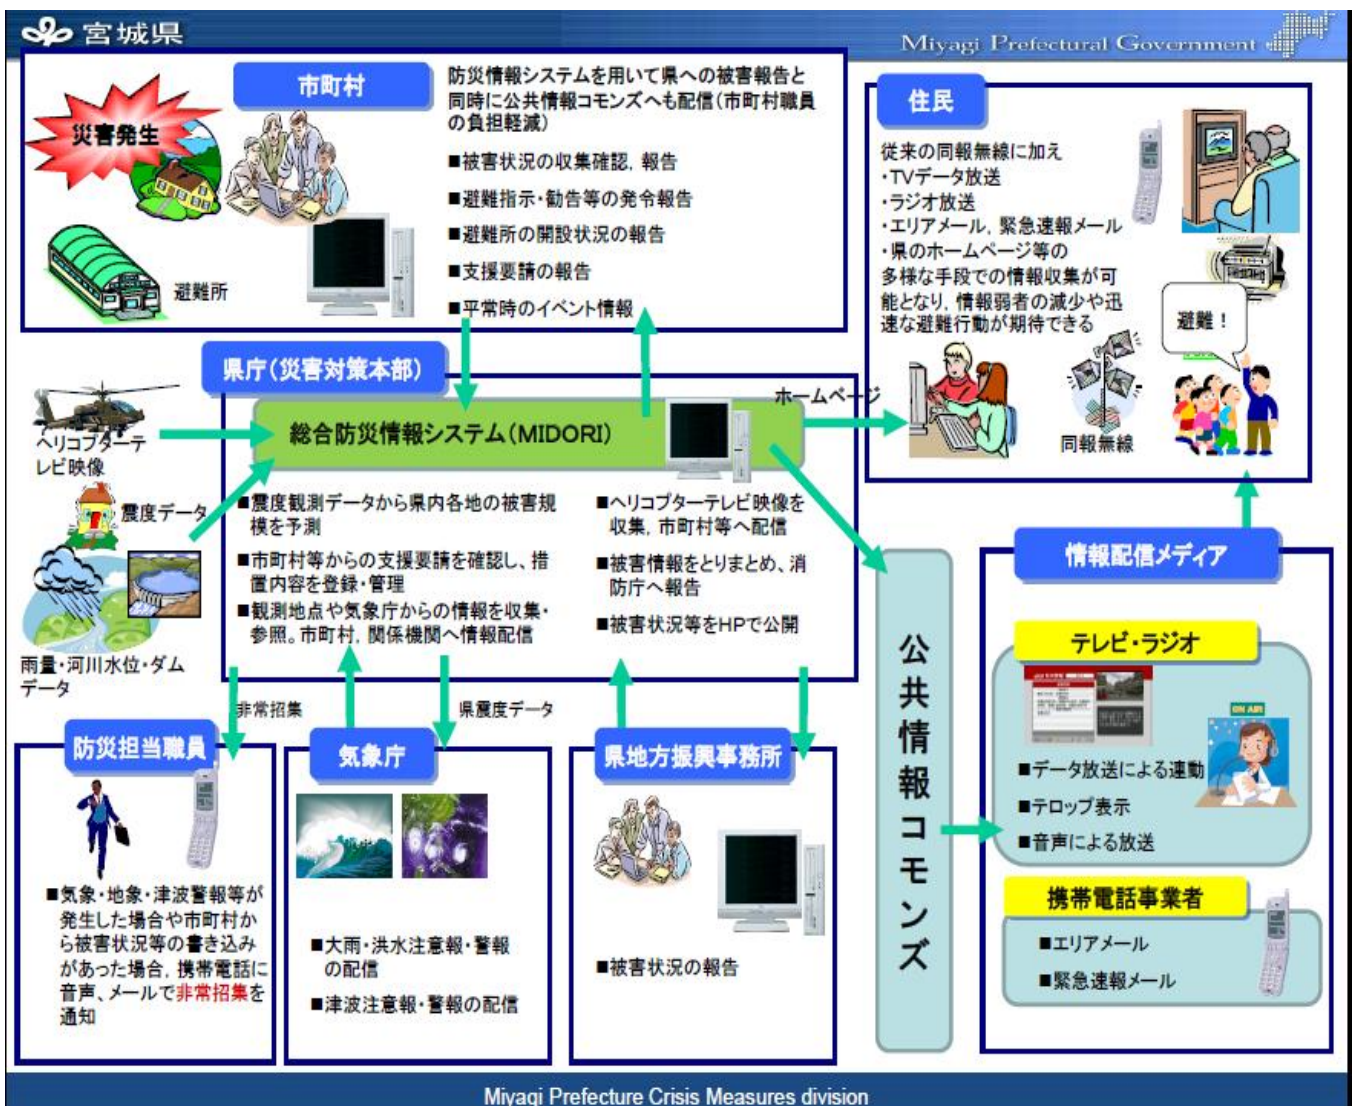 宮城県
Miyagi Prefectural Government
市町村
災害発生
避難所
防災情報システムを用いて県への被害報告と
同時に公共情報コモンズへも配信(市町村職員
の負担軽減)
■被害状況の収集確認,報告
■避難指示・勧告等の発令報告
■避難所の開設状況の報告
■支援要請の報告
■平常時のイベント情報
住民
従来の同報無線に加え
・TVデータ放送
・ラジオ放送
・エリアメール,緊急速報メール
・県のホームページ等の
多様な手段での情報収集が可
能となり,情報弱者の減少や迅
速な避難行動が期待できる
避難!
同報無線
県庁(災害対策本部)
ホームページ
総合防災情報システム(MIDORI)
ヘリコプターテ
レビ映像
震度データ
雨量・河川水位・ダム
データ
■震度観測データから県内各地の被害規
模を予測
■市町村等からの支援要請を確認し、措
置内容を登録・管理
■観測地点や気象庁からの情報を収集・
参照。市町村,関係機関へ情報配信
■ヘリコプターテレビ映像を
収集,市町村等へ配信
■被害情報をとりまとめ、消
防庁へ報告
■被害状況等をHPで公開
非常招集
県震度データ
防災担当職員
■気象・地象・津波警報等が
発生した場合や市町村か
ら被害状況等の書き込み
があった場合,携帯電話に
音声、メールで非常招集を
通知
気象庁
■大雨・洪水注意報・警報
の配信
■津波注意報・警報の配信
県地方振興事務所
■被害状況の報告
公共情報コモンズ
情報配信メディア
テレビ・ラジオ
ON AIR
■データ放送による連動
■テロップ表示
■音声による放送
携帯電話事業者
■エリアメール
■緊急速報メール
Miyagi Prefecture Crisis Measures division